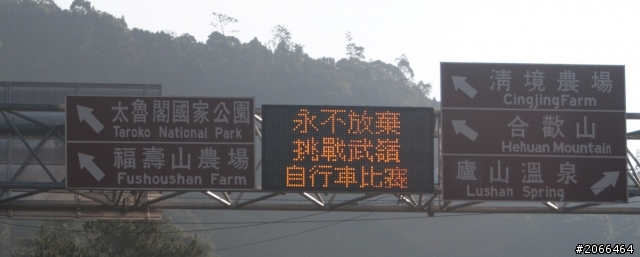 太魯閣國家公園
Taroko National Park
福壽山農場
Fushoushan Farm
永不放棄
挑戰武嶺
自行車比賽
清境農場
CingjingFarm
合歡山
Hehuan Mountain
廬山溫泉
Lushan Spring
#2066464